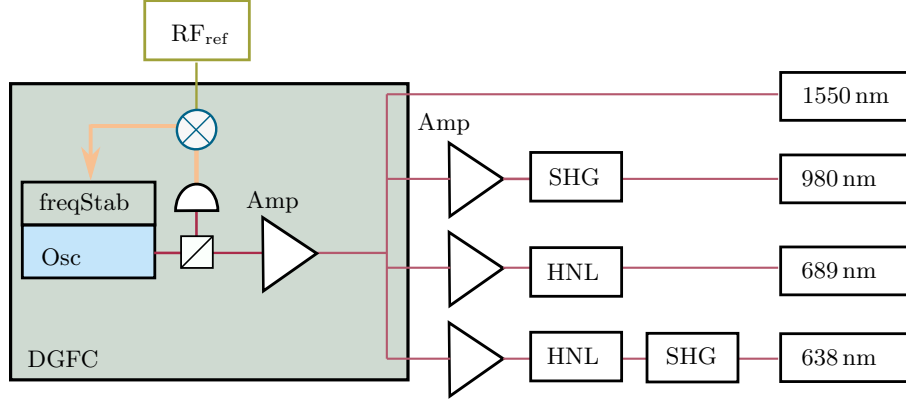 RF_ref
1550 nm
Amp
SHG
980 nm
freqStab
Amp
Osc
HNL
689 nm
DGFC
HNL
SHG
638 nm